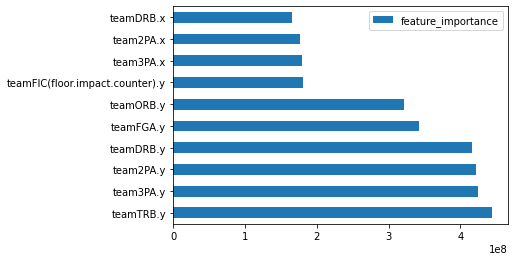 feature_importance
teamDRB.x
team2PA.x
team3PA.x
teamFIC(floor.impact.counter).y
teamORB.y
teamFGA.y
teamDRB.y
team2PA.y
team3PA.y
teamTRB.y
0 1 2 3 4
1e8